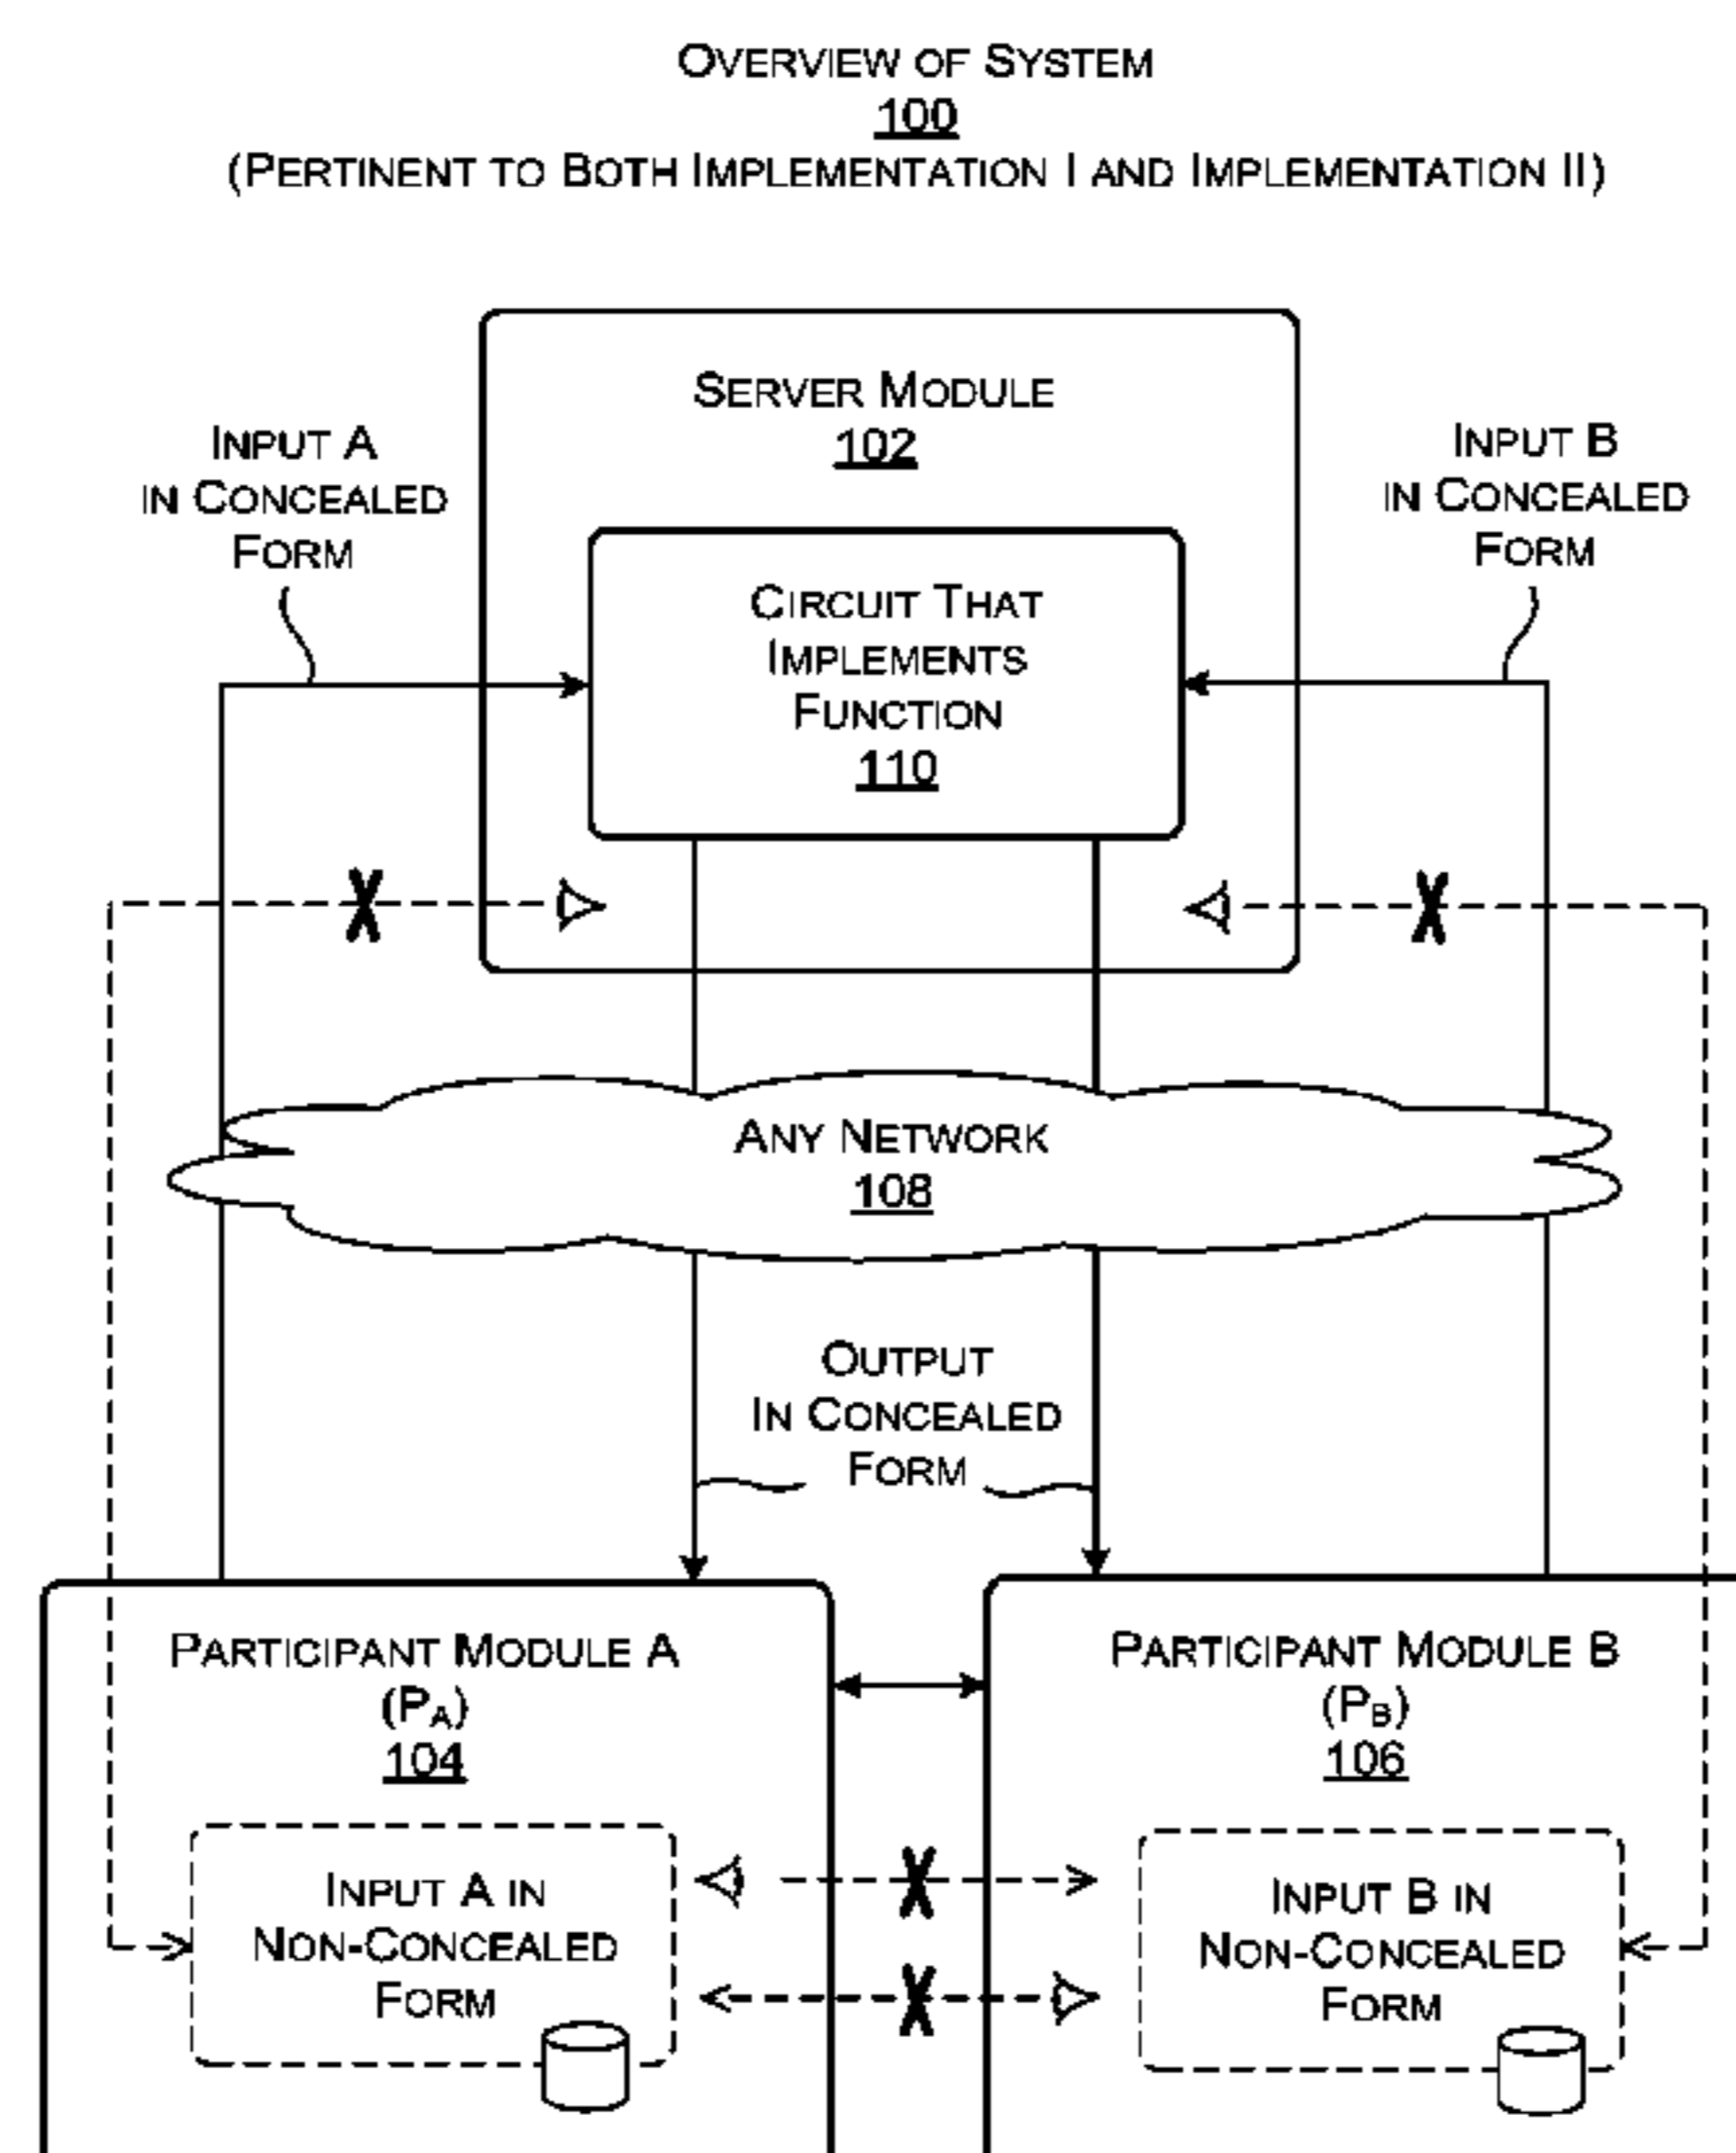 OVERVIEW OF SYSTEM
100
(PERTINENT TO BOTH IMPLEMENTATION I AND IMPLEMENTATION II)
SERVER MODULE
102
INPUT A
IN CONCEALED
FORM
INPUT B
IN CONCEALED
FORM
CIRCUIT THAT
IMPLEMENTS
FUNCTION
110
X
X
ANY NETWORK
108
OUTPUT
IN CONCEALED
FORM
PARTICIPANT MODULE A
(PA)
104
PARTICIPANT MODULE B
(PB)
106
INPUT A IN
NON-CONCEALED
FORM
X
X
INPUT B IN
NON-CONCEALED
FORM